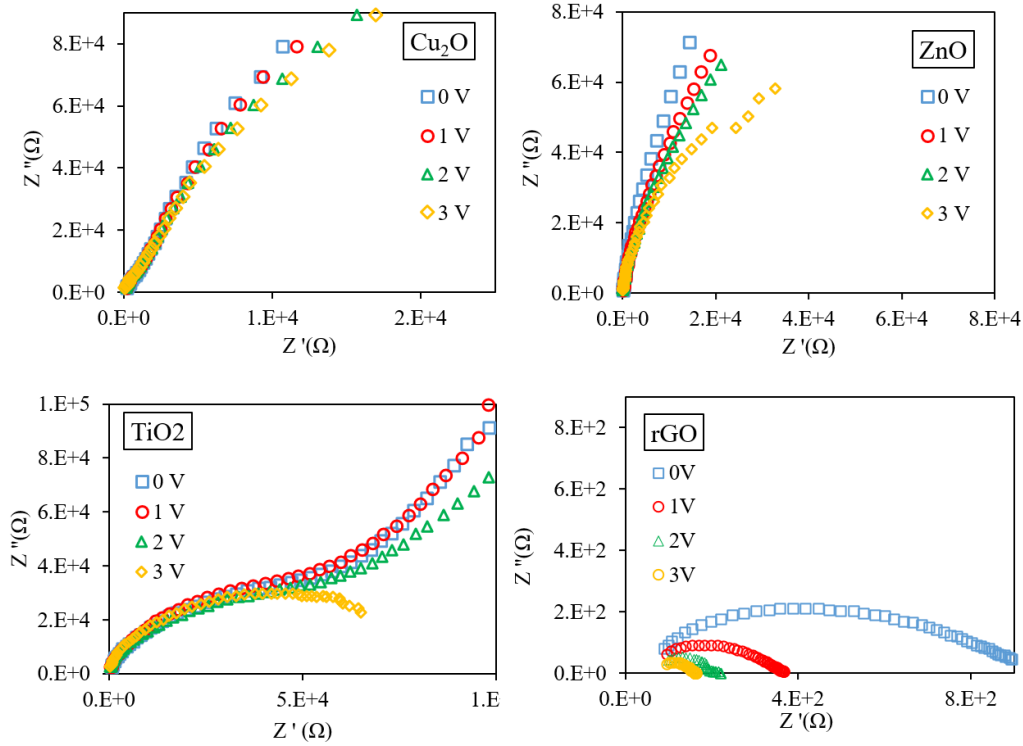 8.E+4
6.E+4
4.E+4
2.E+4
0.E+0
Z "(Ω)
Cu2O
0 V
1 V
2 V
3 V
0.E+0
1.E+4
2.E+4
Z '(Ω)
8.E+4
6.E+4
4.E+4
2.E+4
0.E+0
Z "(Ω)
ZnO
0 V
1 V
2 V
3 V
0.E+0
2.E+4
4.E+4
6.E+4
8.E+4
Z '(Ω)
1.E+5
8.E+4
6.E+4
4.E+4
2.E+4
0.E+0
Z "(Ω)
TiO2
0 V
1 V
2 V
3 V
0.E+0
5.E+4
1.E
Z ' (Ω)
8.E+2
6.E+2
4.E+2
2.E+2
0.E+0
Z "(Ω)
rGO
0V
1V
2V
3V
0.E+0
4.E+2
8.E+2
Z'(Ω)